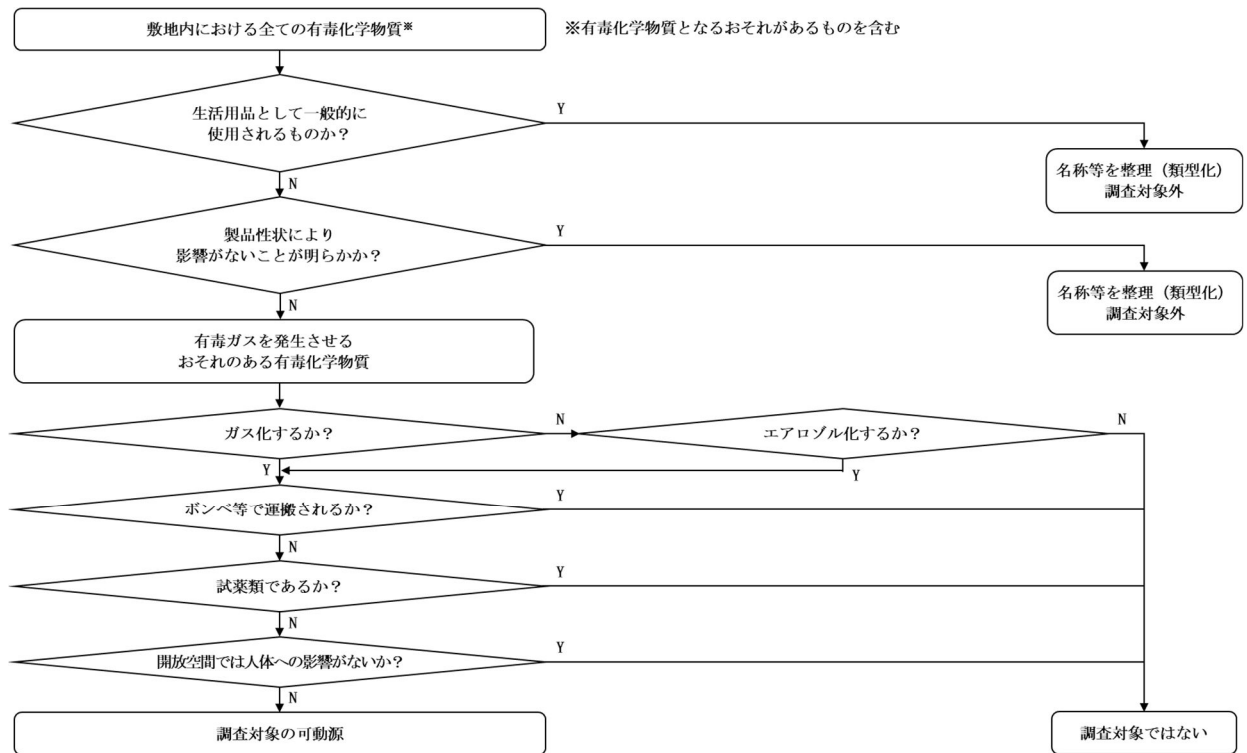 敷地内における全ての有毒化学物質※
※有毒化学物質となるおそれがあるものを含む
生活用品として一般的に
使用されるものか？
Y
名称等を整理（類型化）
調査対象外
N
製品性状により
影響がないことが明らかか？
Y
名称等を整理（類型化）
調査対象外
N
有毒ガスを発生させる
おそれのある有毒化学物質
ガス化するか？
N
エアロゾル化するか？
N
Y
Y
ボンベ等で運搬されるか？
Y
N
試薬類であるか？
Y
N
開放空間では人体への影響がないか？
Y
N
調査対象の可動源
調査対象ではない